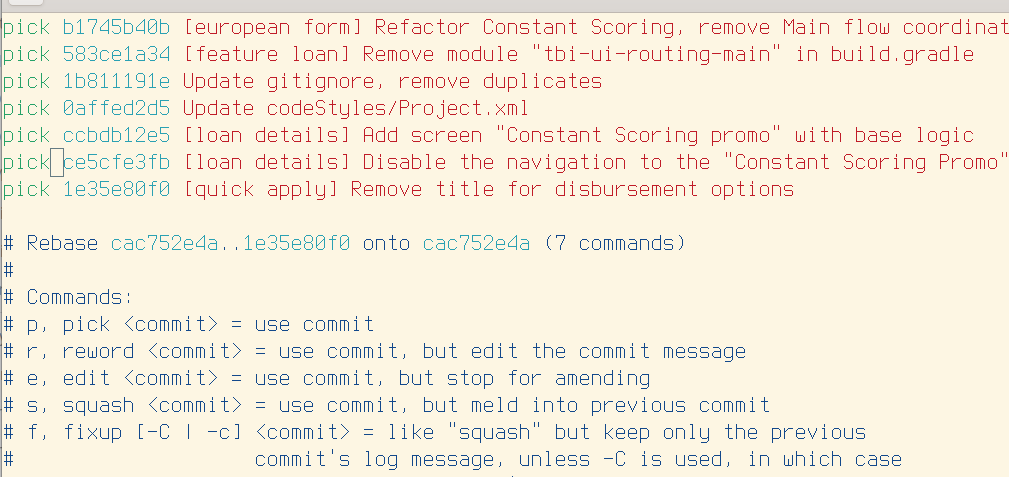 pick b1745b40b [european form] Refactor Constant Scoring, remove Main flow coordinat
pick 583ce1a34 [feature loan] Remove module "tbi-ui-routing-main" in build.gradle
pick 1b811191e Update gitignore, remove duplicates
pick 0affed2d5 Update codeStyles/Project.xml
pick ccbdb12e5 [loan details] Add screen "Constant Scoring promo" with base logic
pick ce5cfe3fb [loan details] Disable the navigation to the "Constant Scoring Promo"
pick 1e35e80f0 [quick apply] Remove title for disbursement options
# Rebase cac752e4a..1e35e80f0 onto cac752e4a (7 commands)
#
# Commands:
# p, pick <commit> = use commit
# r, reword <commit> = use commit, but edit the commit message
# e, edit <commit> = use commit, but stop for amending
# s, squash <commit> = use commit, but meld into previous commit
# f, fixup [-C | -c] <commit> = like "squash" but keep only the previous
# commit's log message, unless -C is used, in which case